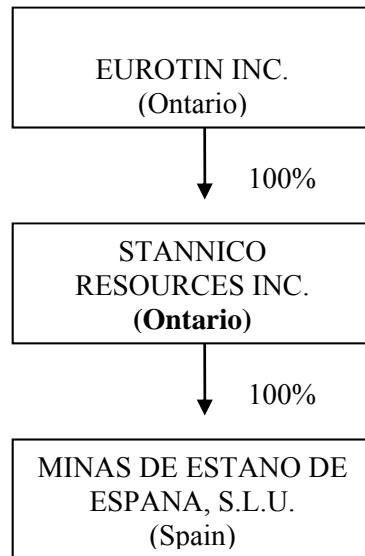 EUROTIN INC.
(Ontario)
100%
STANNICO
RESOURCES INC.
(Ontario)
100%
MINAS DE ESTANO DE
ESPANA, S.L.U.
(Spain)